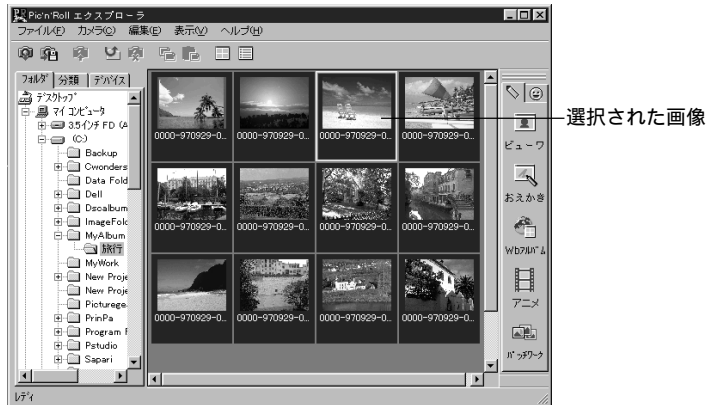 Pic'n'Roll エクスプローラ
ファイル(F) カメラ(C) 編集(E) 表示(V) ヘルプ(H)
フォルダ 分類 デバイス
デスクトップ
マイ コンピュータ
3.5インチ FD (A
(C:)
Backup
Cwonders
Data Fold
Dell
Dscalbum
ImageFolc
MyAlbum
旅行
MyWork
New Proje
New Proje
Picturege
PrinPa
Program F
Pstudio
Sapari
0000-970929-0... 0000-970929-0... 0000-970929-0... 0000-970929-0...
0000-970929-0... 0000-970929-0... 0000-970929-0... 0000-970929-0...
0000-970929-0... 0000-970929-0... 0000-970929-0... 0000-970929-0...
ビューワ
おえかき
Wbアルバム
アニメ
パッチワーク
レディ
選択された画像